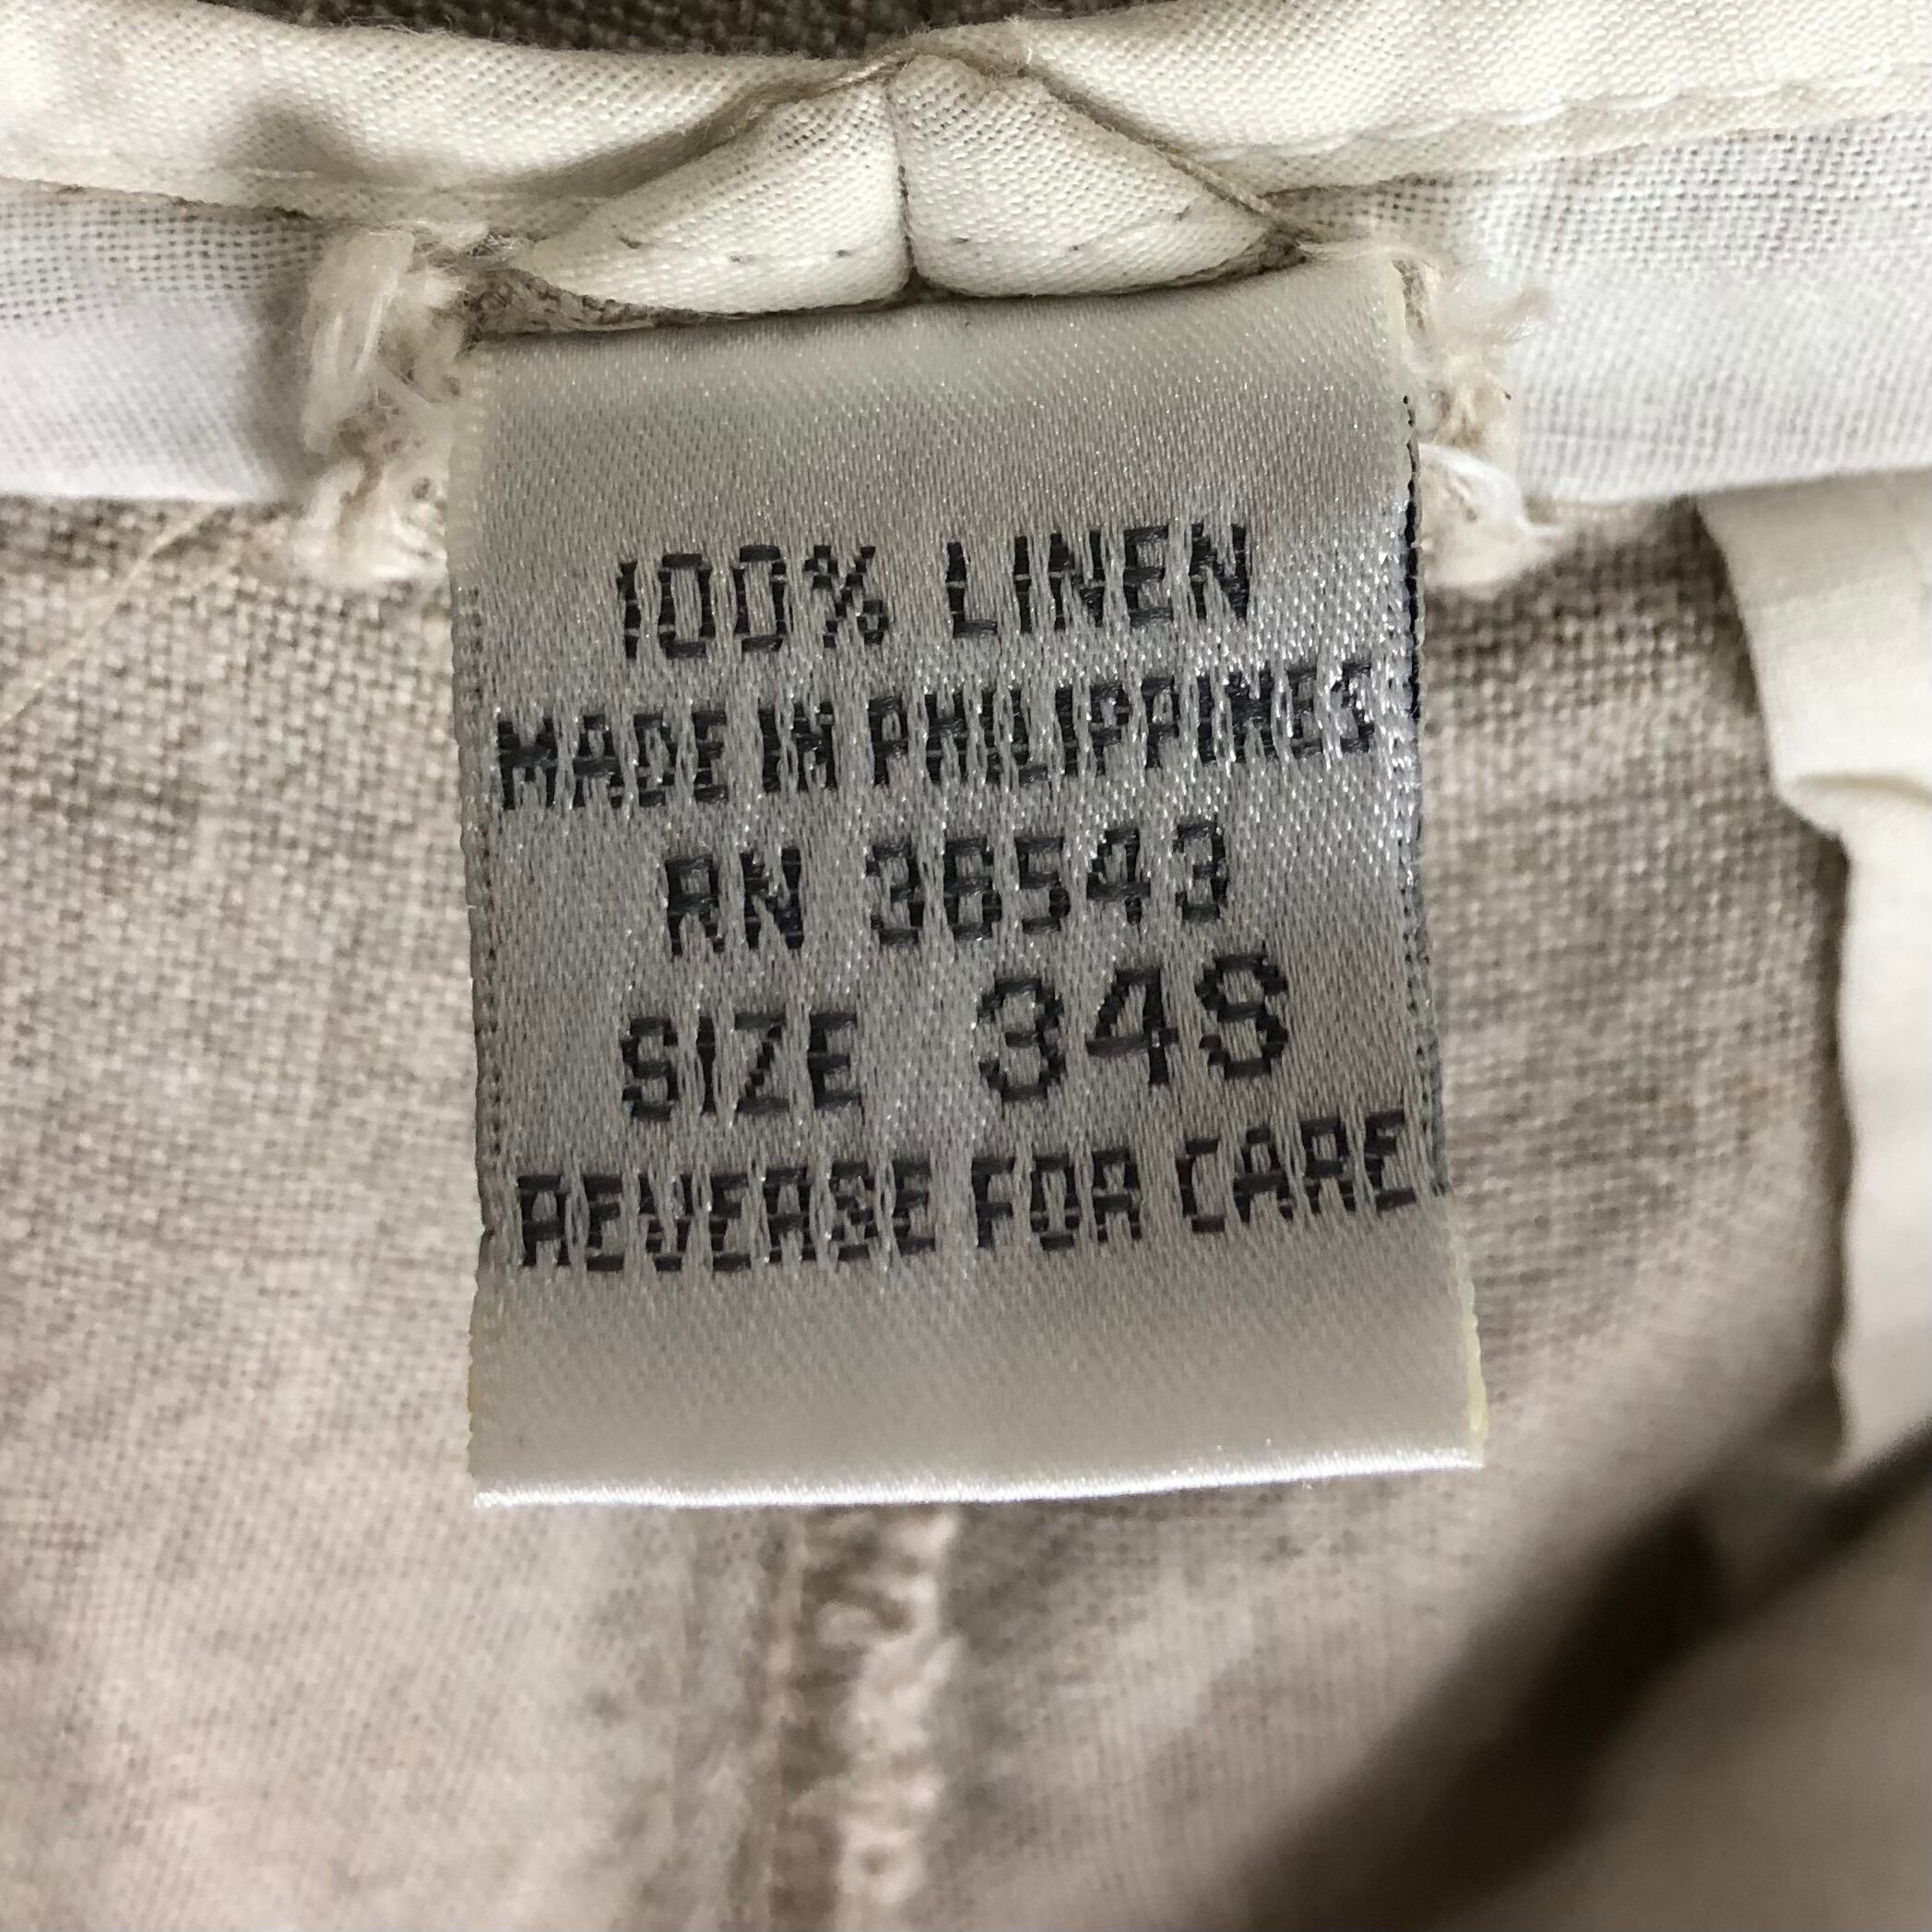 100% LINEN
MADE IN PHILIPPINES
RN 36543
SIZE 34S
REVERSE FOR CARE